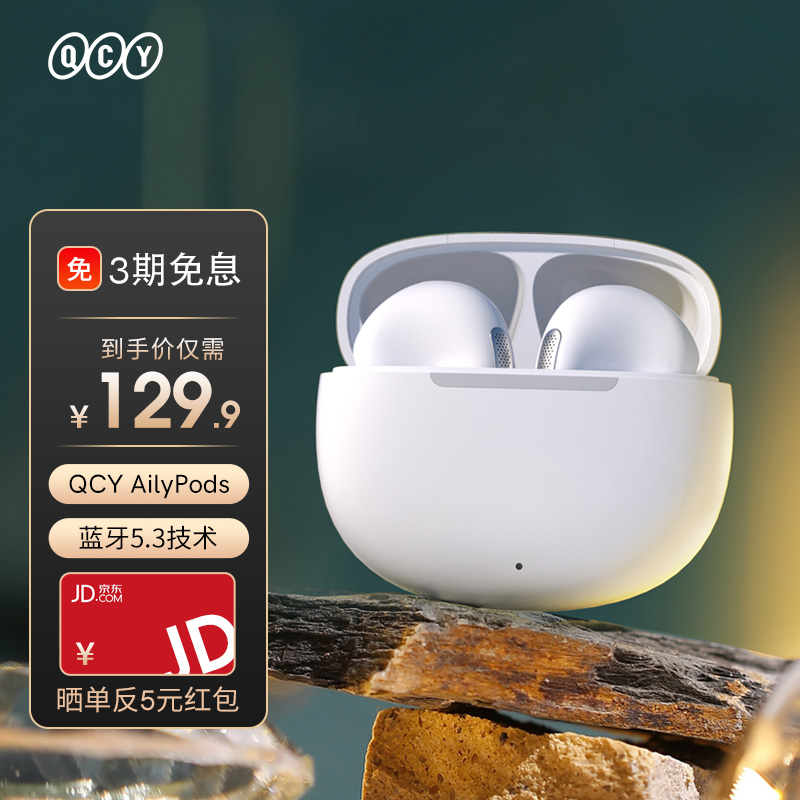 QCY
免 3期免息
到手价仅需
¥129.9
QCY AilyPods
蓝牙5.3技术
JD.京东
.COM
¥
JD
晒单反5元红包